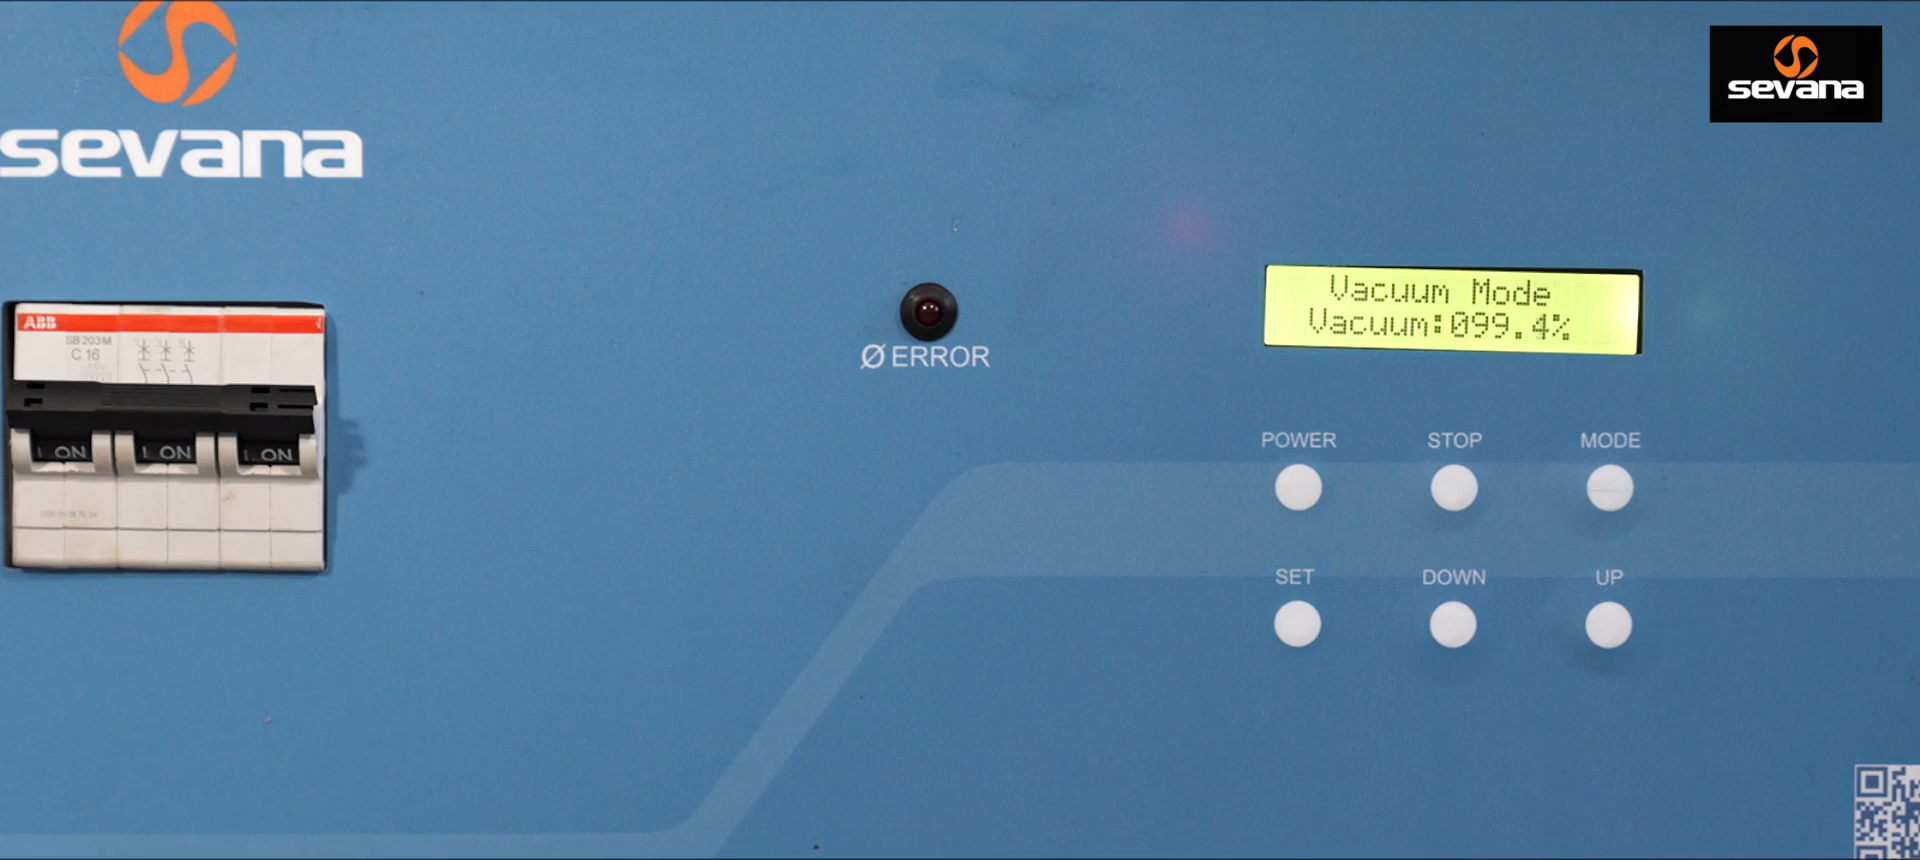 sevana
sevana
ABB
SB203M
C 16
I ON
I ON
I ON
Ø ERROR
Vacuum Mode
Vacuum:099.4%
POWER
STOP
MODE
SET
DOWN
UP